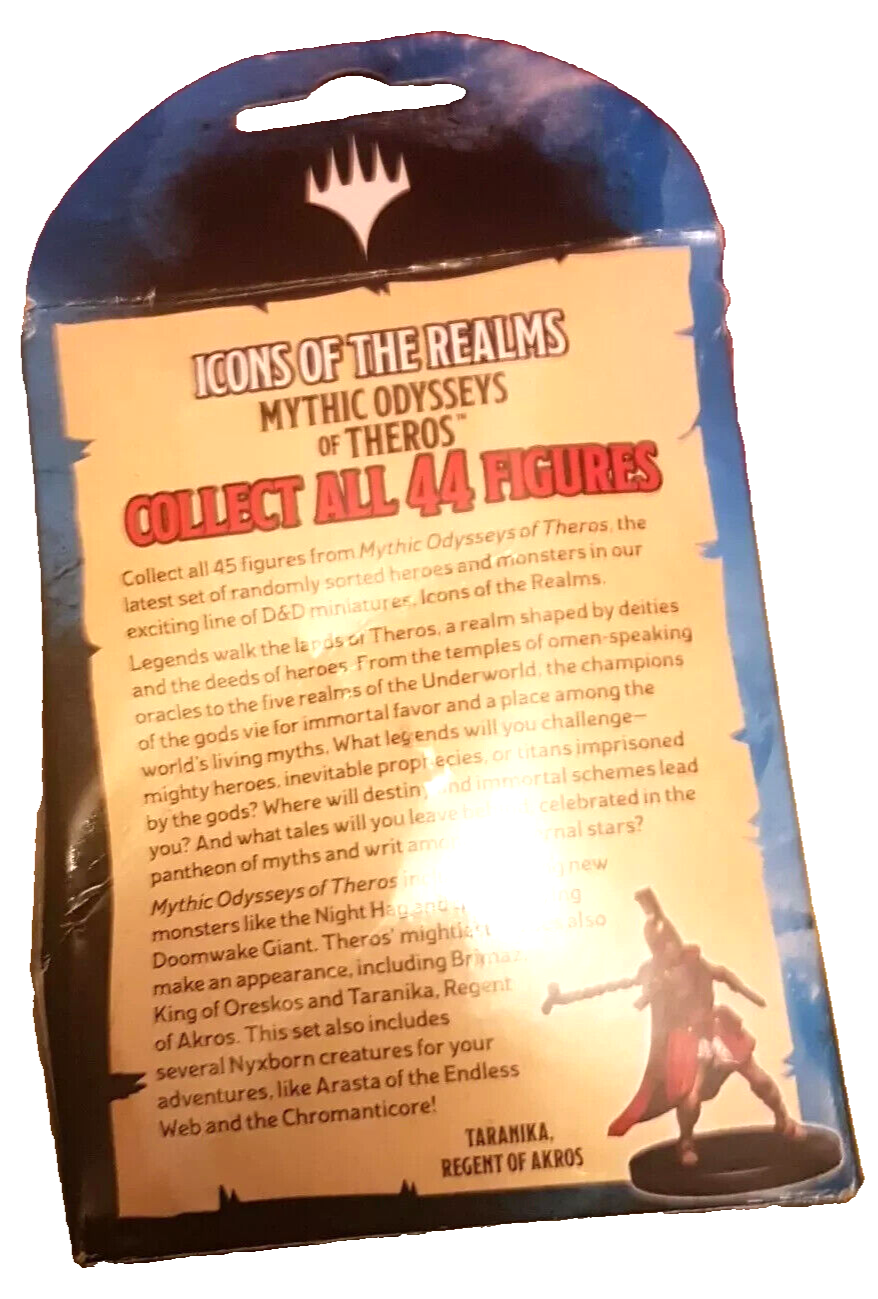 ICONS OF THE REALMS
MYTHIC ODYSSEYS
OF THEROS™
COLLECT ALL 44 FIGURES
Collect all 45 figures from Mythic Odysseys of Theros, the
latest set of randomly sorted heroes and monsters in our
exciting line of D&D miniatures, Icons of the Realms.
Legends walk the lands of Theros, a realm shaped by deities
and the deeds of heroes. From the temples of omen-speaking
oracles to the five realms of the Underworld, the champions
of the gods vie for immortal favor and a place among the
world's living myths. What legends will you challenge—
mighty heroes, inevitable prophecies, or titans imprisoned
by the gods? Where will destiny and immortal schemes lead
you? And what tales will you leave celebrated in the
pantheon of myths and writ stars?
Mythic Odysseys of Theros new
monsters like the Night Hag and
Doomwake Giant. Theros' also
make an appearance, including
King of Oreskos and Taranika, Regent
of Akros. This set also includes
several Nyxborn creatures for your
adventures, like Arasta of the Endless
Web and the Chromanticore!
TARANIKA,
REGENT OF AKROS